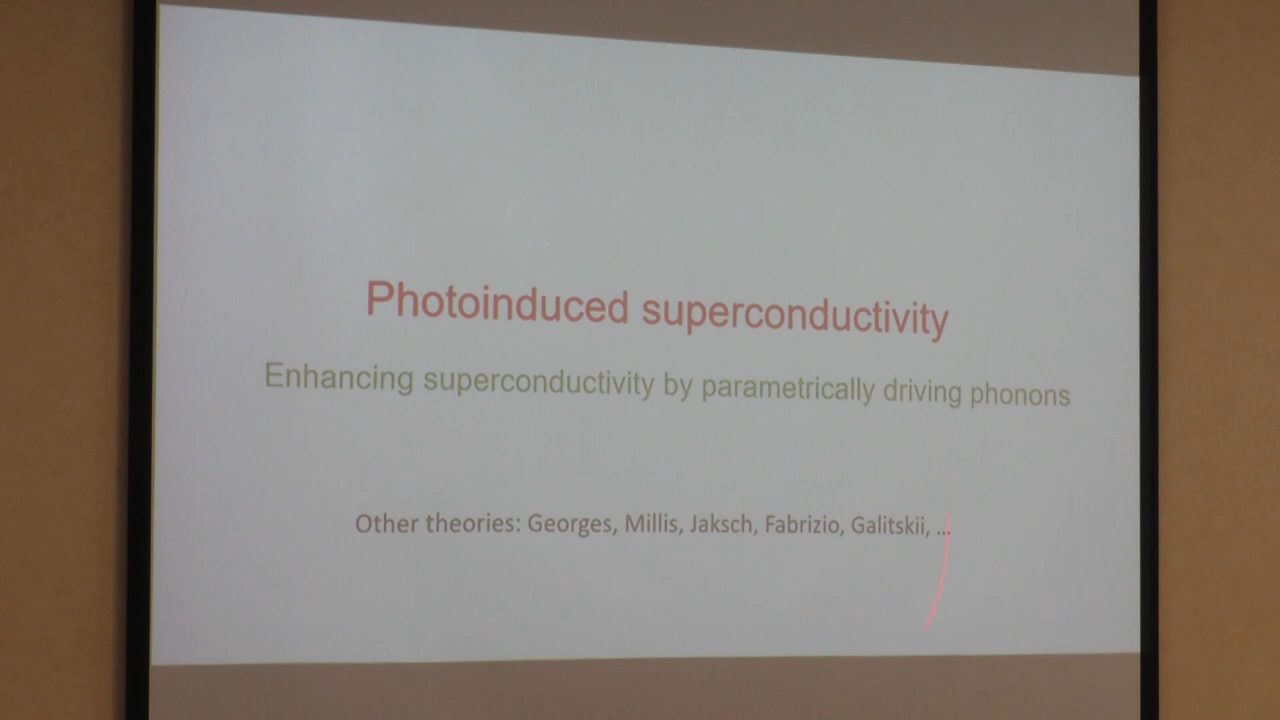 Photoinduced superconductivity
Enhancing superconductivity by parametrically driving phonons
Other theories: Georges, Millis, Jaksch, Fabrizio, Galitskii, ...